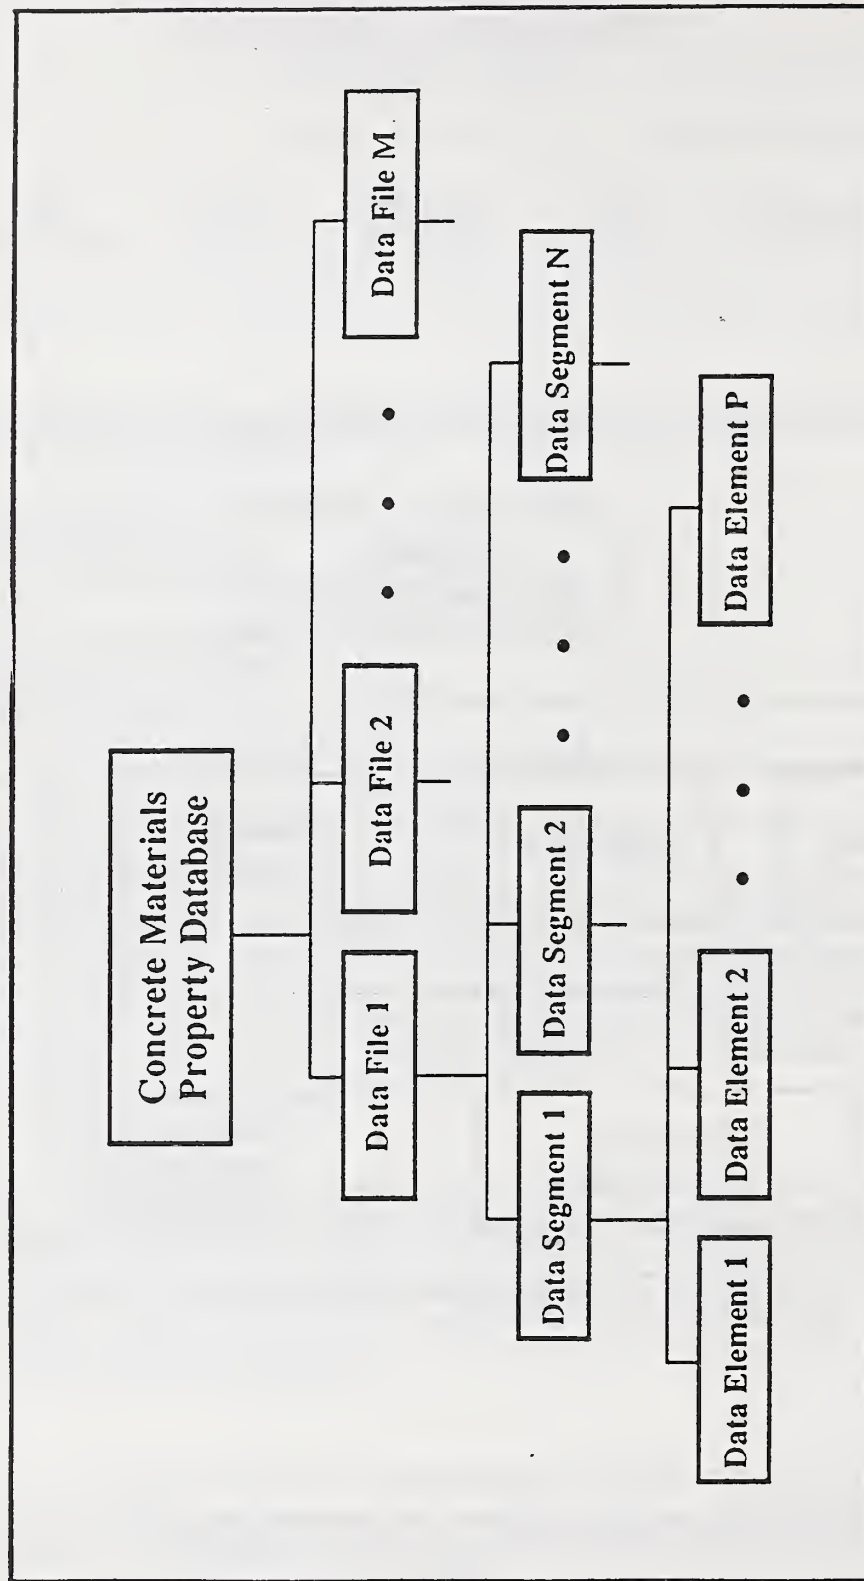 Concrete Materials
Property Database
Data File 1
Data File 2
Data File M
Data Segment 1
Data Segment 2
Data Segment N
Data Element 1
Data Element 2
Data Element P